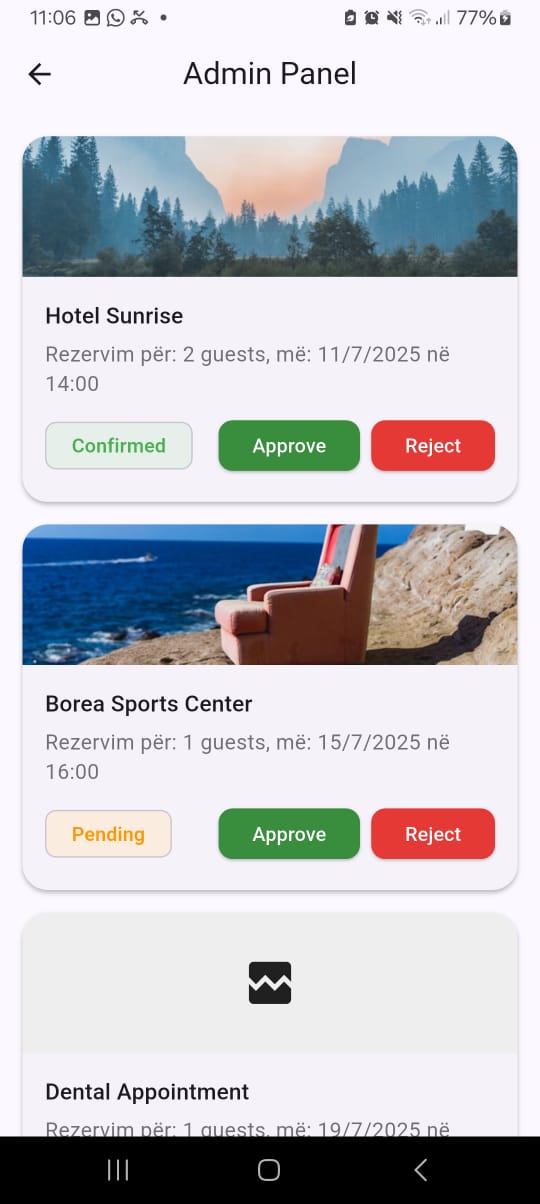 11:06 77%
Admin Panel
Hotel Sunrise
Rezervim për: 2 guests, më: 11/7/2025 në
14:00
Confirmed Approve Reject
Borea Sports Center
Rezervim për: 1 guests, më: 15/7/2025 në
16:00
Pending Approve Reject
Dental Appointment
Rezervim për: 1 guests, më: 19/7/2025 në